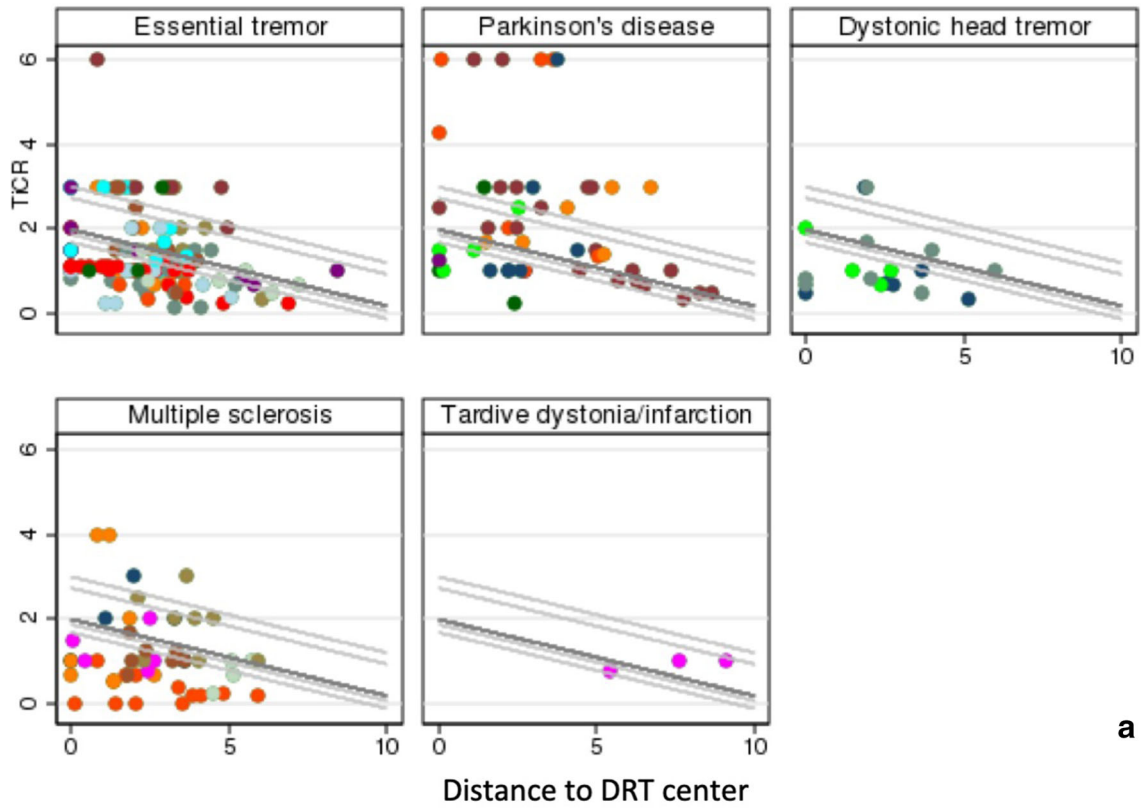 Essential tremor
Parkinson's disease
Dystonic head tremor
6
4
2
0
TiCR
0
5
10
Multiple sclerosis
Tardive dystonia/infarction
6
4
2
0
0
5
10
5
10
a
Distance to DRT center